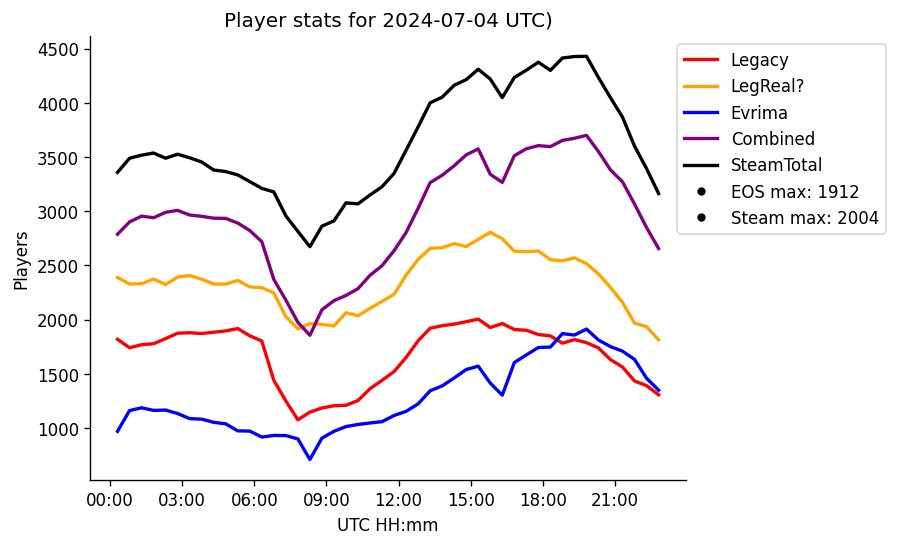 Player stats for 2024-07-04 UTC)
4500
4000
3500
3000
2500
2000
1500
1000
Players
00:00 03:00 06:00 09:00 12:00 15:00 18:00 21:00
UTC HH:mm
Legacy
LegReal?
Evrima
Combined
SteamTotal
EOS max: 1912
Steam max: 2004